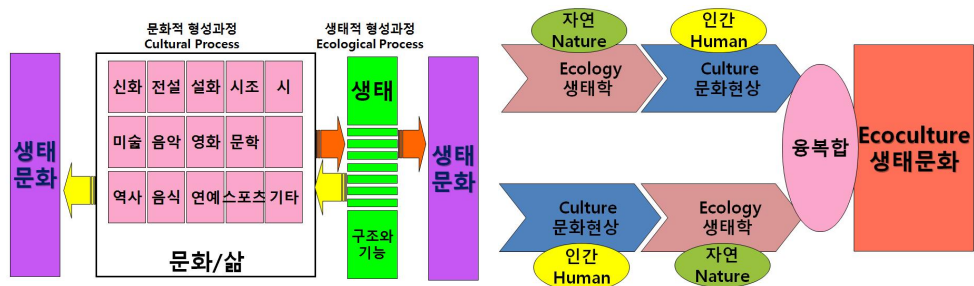 문화적 형성과정
Cultural Process
생태적 형성과정
Ecological Process
생태
문화
신화 전설 설화 시조 시
미술 음악 영화 문학
역사 음식 연예 스포츠 기타
문화/삶
생태
구조와
기능
생태
문화
자연
Nature
인간
Human
Ecology
생태학
Culture
문화현상
융복합
Ecoculture
생태문화
Culture
문화현상
Ecology
생태학
인간
Human
자연
Nature